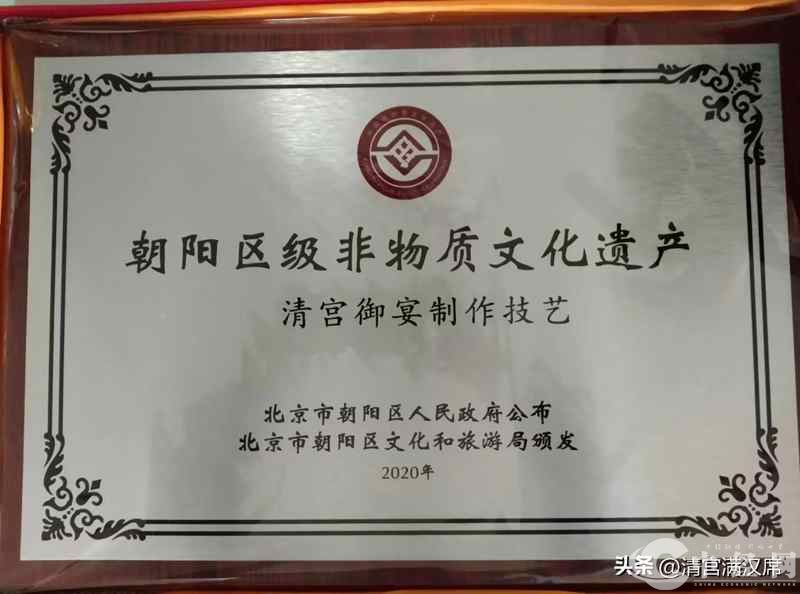 朝阳区级非物质文化遗产
清宫御宴制作技艺
北京市朝阳区人民政府公布
北京市朝阳区文化和旅游局颁发
2020年
头条 @清宫满汉席
CHINA ECONOMIC NETWORK